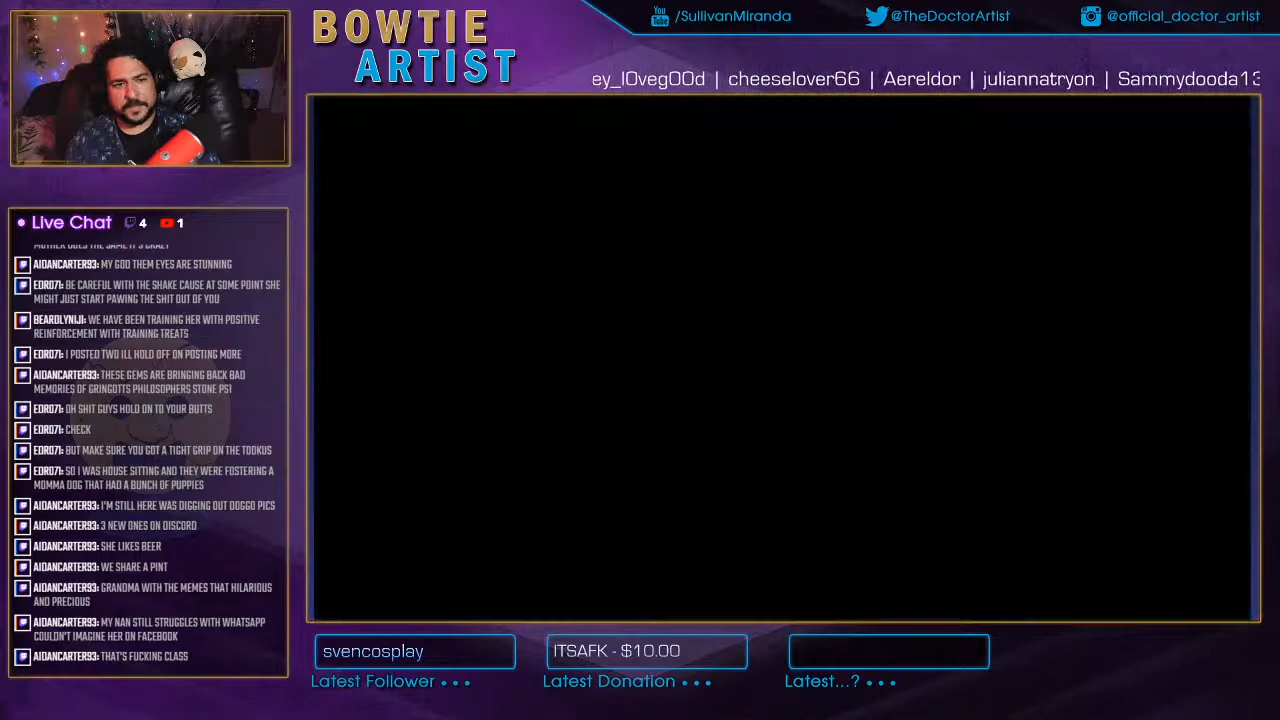 BOWTIE
ARTIST
You Tube /SullivanMiranda
@TheDoctorArtist
@official_doctor_artist
ey_l0veg00d | cheeselover66 | Aereldor | juliannatryon | Sammydooda13
Live Chat 4 1
MOTHER DOES THE SAME IT'S CRAZY
AIDANCARTER93: MY GOD THEM EYES ARE STUNNING
EDRO71: BE CAREFUL WITH THE SHAKE CAUSE AT SOME POINT SHE
MIGHT JUST START PAWING THE SHIT OUT OF YOU
BEARDLYNIJI: WE HAVE BEEN TRAINING HER WITH POSITIVE
REINFORCEMENT WITH TRAINING TREATS
EDRO71: I POSTED TWO ILL HOLD OFF ON POSTING MORE
AIDANCARTER93: THESE GEMS ARE BRINGING BACK BAD
MEMORIES OF GRINGOTTS PHILOSOPHERS STONE PS1
EDRO71: OH SHIT GUYS HOLD ON TO YOUR BUTTS
EDRO71: CHECK
EDRO71: BUT MAKE SURE YOU GOT A TIGHT GRIP ON THE TOOKUS
EDRO71: SO I WAS HOUSE SITTING AND THEY WERE FOSTERING A
MOMMA DOG THAT HAD A BUNCH OF PUPPIES
AIDANCARTER93: I'M STILL HERE WAS DIGGING OUT DOGGO PICS
AIDANCARTER93: 3 NEW ONES ON DISCORD
AIDANCARTER93: SHE LIKES BEER
AIDANCARTER93: WE SHARE A PINT
AIDANCARTER93: GRANDMA WITH THE MEMES THAT HILARIOUS
AND PRECIOUS
AIDANCARTER93: MY NAN STILL STRUGGLES WITH WHATSAPP
COULDN'T IMAGINE HER ON FACEBOOK
AIDANCARTER93: THAT'S FUCKING CLASS
svencosplay
Latest Follower • • •
ITSAFK - $10.00
Latest Donation • • •
Latest...? • • •